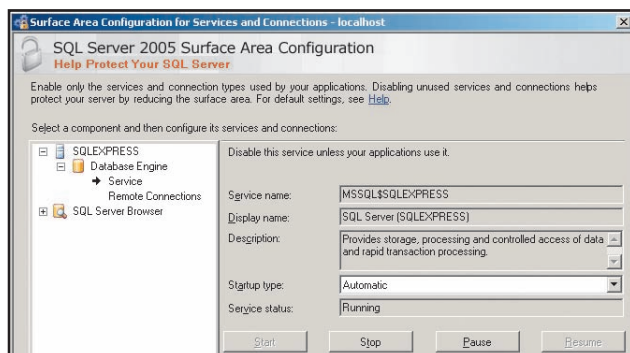 Surface Area Configuration for Services and Connections - localhost
SQL Server 2005 Surface Area Configuration
Help Protect Your SQL Server
Enable only the services and connection types used by your applications. Disabling unused services and connections helps
protect your server by reducing the surface area. For default settings, see Help.
Select a component and then configure its services and connections:
SQLEXPRESS
Database Engine
Service
Remote Connections
SQL Server Browser
Disable this service unless your applications use it.
Service name: MSSQL$SQLEXPRESS
Display name: SQL Server (SQLEXPRESS)
Description: Provides storage, processing and controlled access of data
and rapid transaction processing.
Startup type: Automatic
Service status: Running
Start Stop Pause Resume